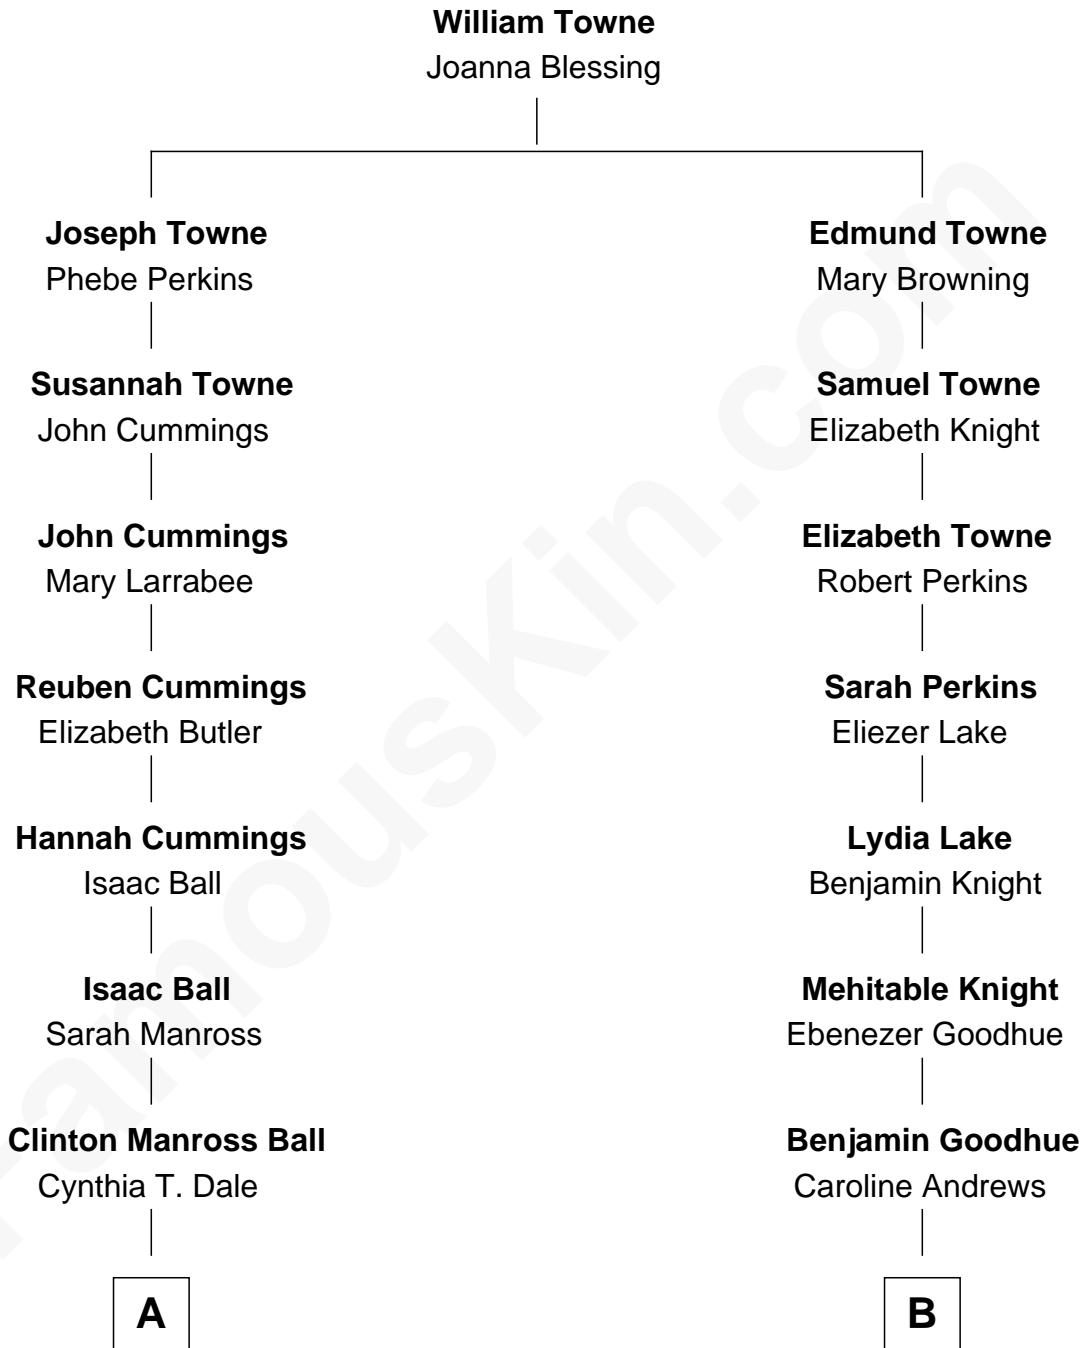 William Towne
Joanna Blessing
Joseph Towne
Phebe Perkins
Edmund Towne
Mary Browning
Susannah Towne
John Cummings
Samuel Towne
Elizabeth Knight
John Cummings
Mary Larrabee
Elizabeth Towne
Robert Perkins
Reuben Cummings
Elizabeth Butler
Sarah Perkins
Eliezer Lake
Hannah Cummings
Isaac Ball
Lydia Lake
Benjamin Knight
Isaac Ball
Sarah Manross
Mehitable Knight
Ebenezer Goodhue
Clinton Manross Ball
Cynthia T. Dale
Benjamin Goodhue
Caroline Andrews
A
B
FamousKin.com